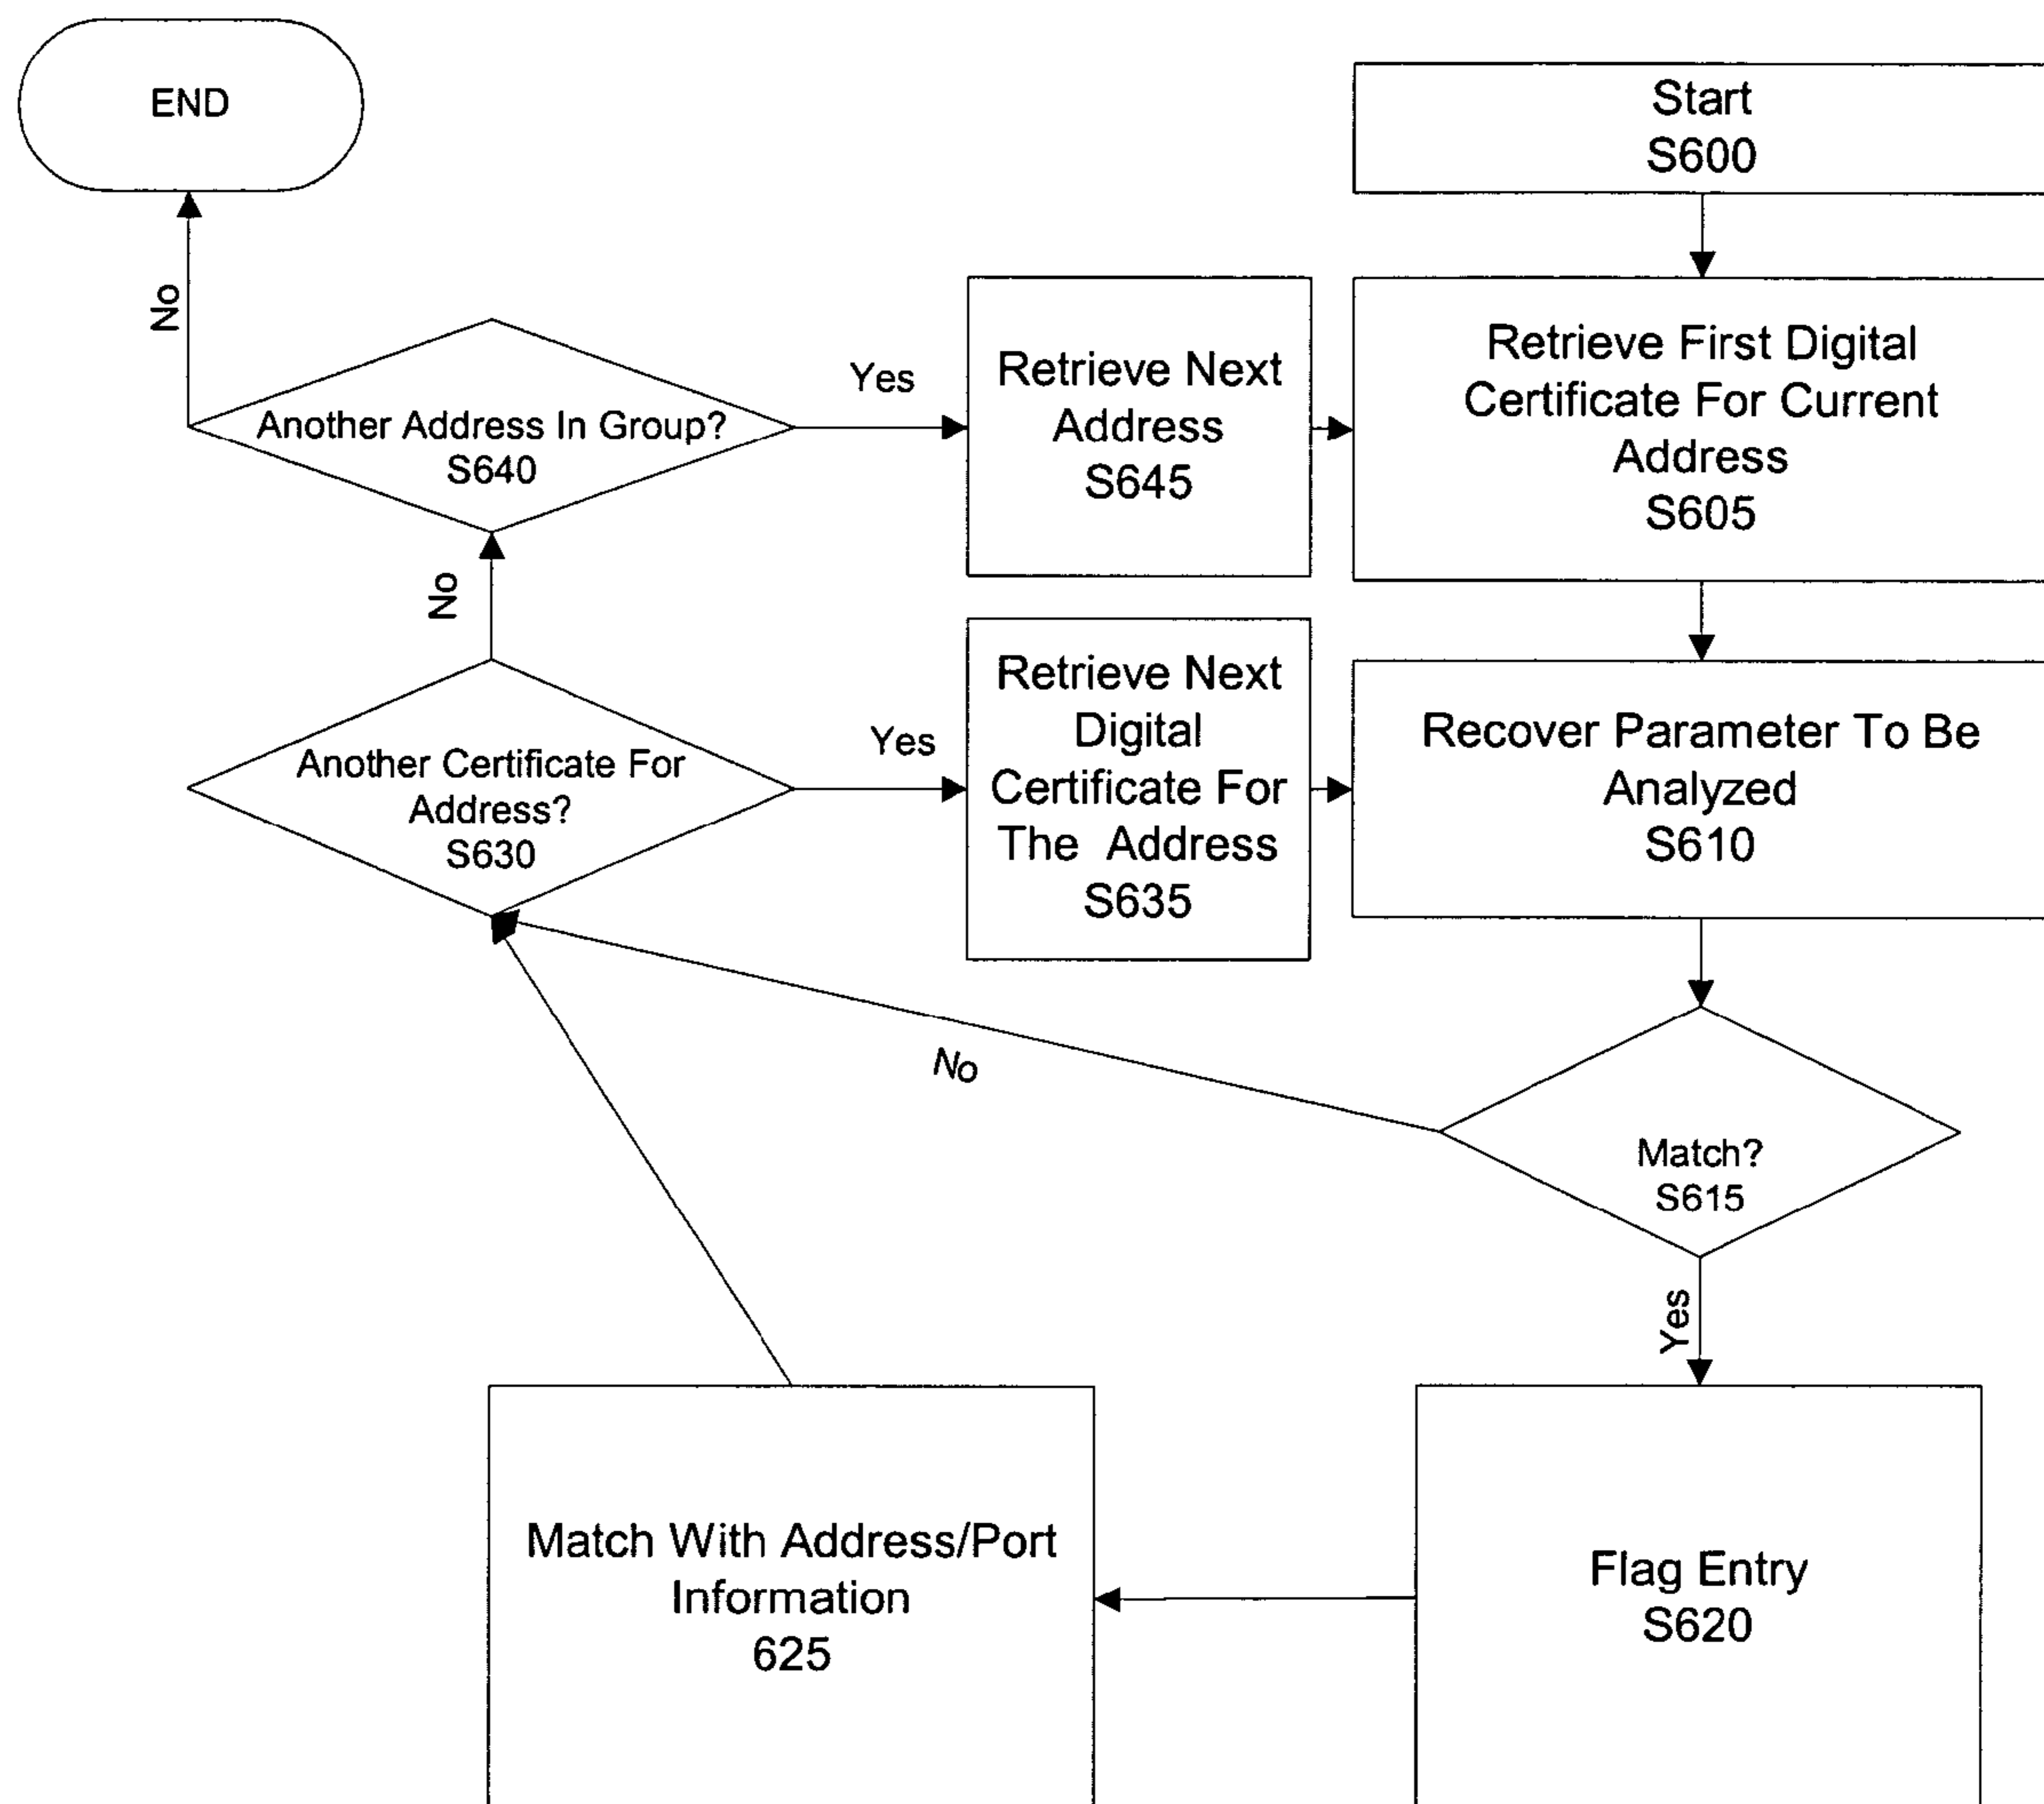 END
Start
S600
No
Another Address In Group?
S640
Yes
Retrieve Next
Address
S645
Retrieve First Digital
Certificate For Current
Address
S605
No
Another Certificate For
Address?
S630
Yes
Retrieve Next
Digital
Certificate For
The Address
S635
Recover Parameter To Be
Analyzed
S610
No
Match?
S615
Yes
Match With Address/Port
Information
625
Flag Entry
S620